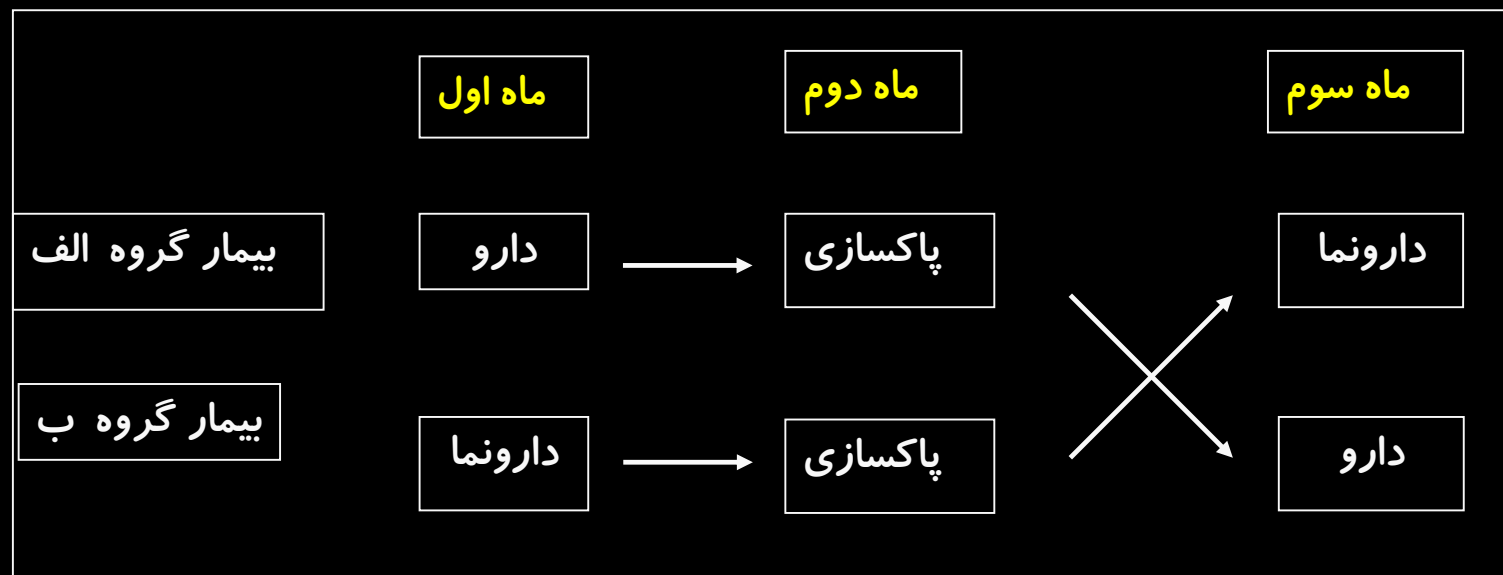 ماه اول
ماه دوم
ماه سوم
بیمار گروه الف
دارو
پاکسازی
دارونما
بیمار گروه ب
دارونما
پاکسازی
دارو